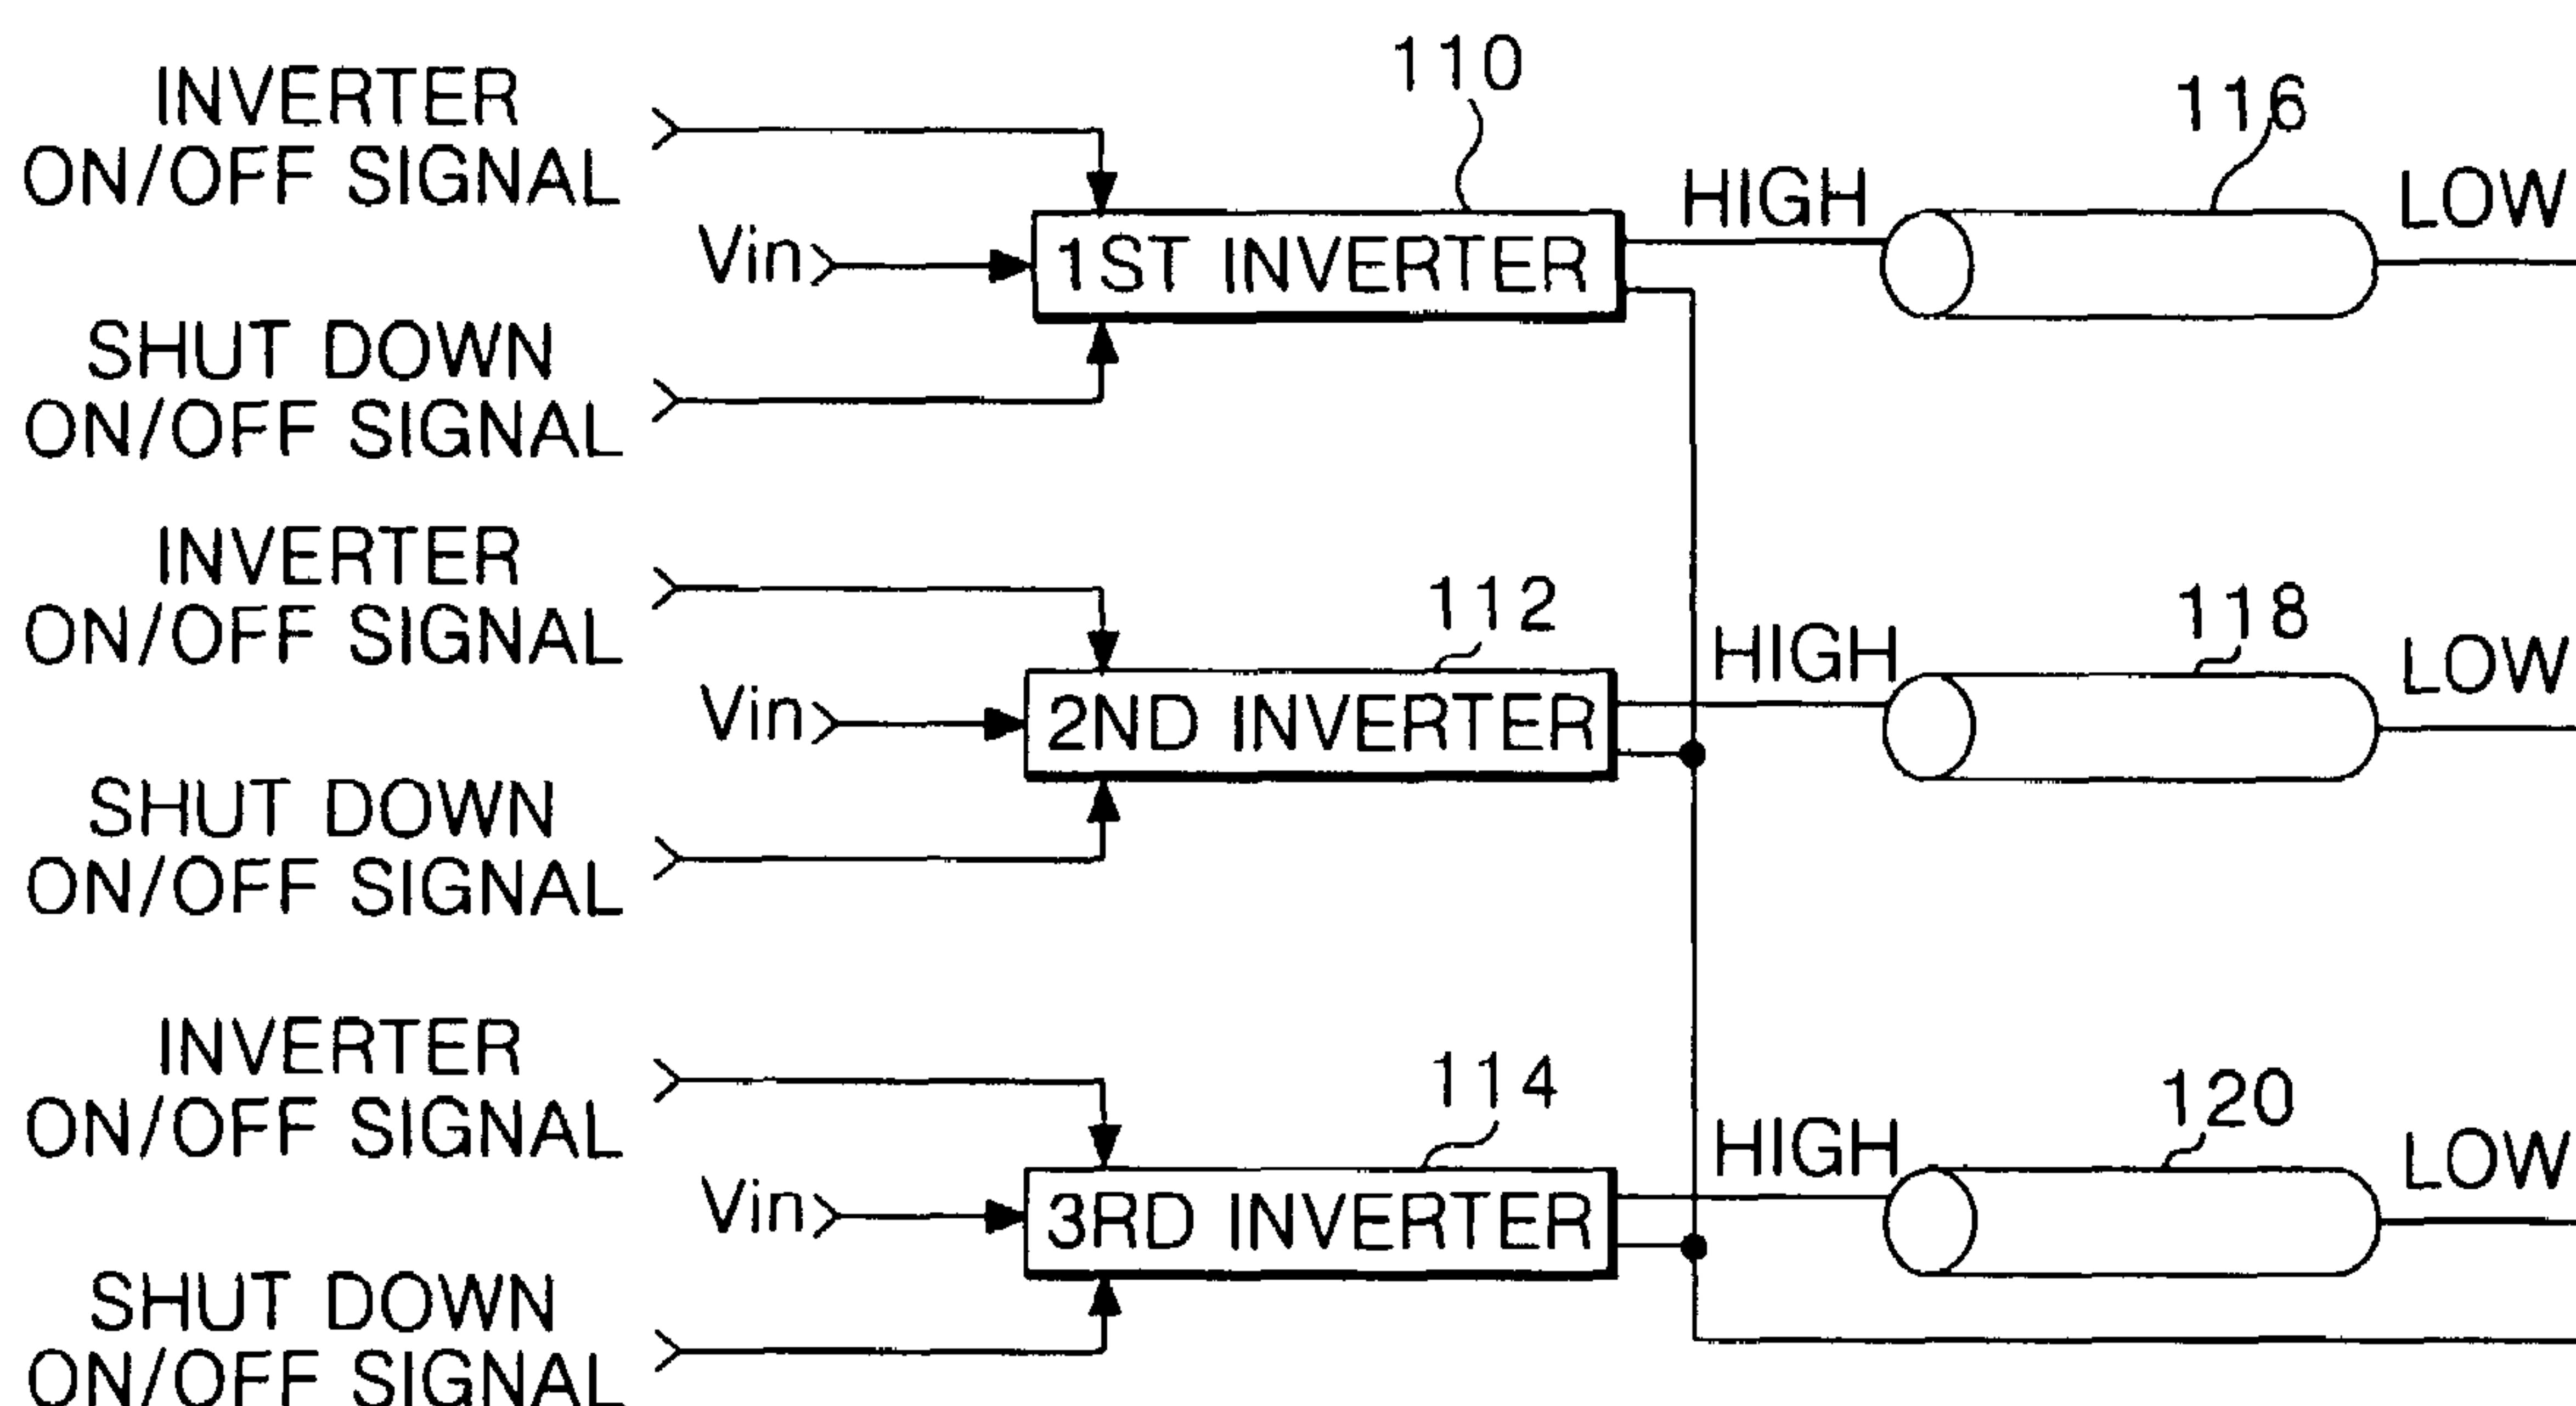 INVERTER
ON/OFF SIGNAL
110
116
HIGH
LOW
Vin
1ST INVERTER
SHUT DOWN
ON/OFF SIGNAL
INVERTER
ON/OFF SIGNAL
112
118
HIGH
LOW
Vin
2ND INVERTER
SHUT DOWN
ON/OFF SIGNAL
INVERTER
ON/OFF SIGNAL
114
120
HIGH
LOW
Vin
3RD INVERTER
SHUT DOWN
ON/OFF SIGNAL